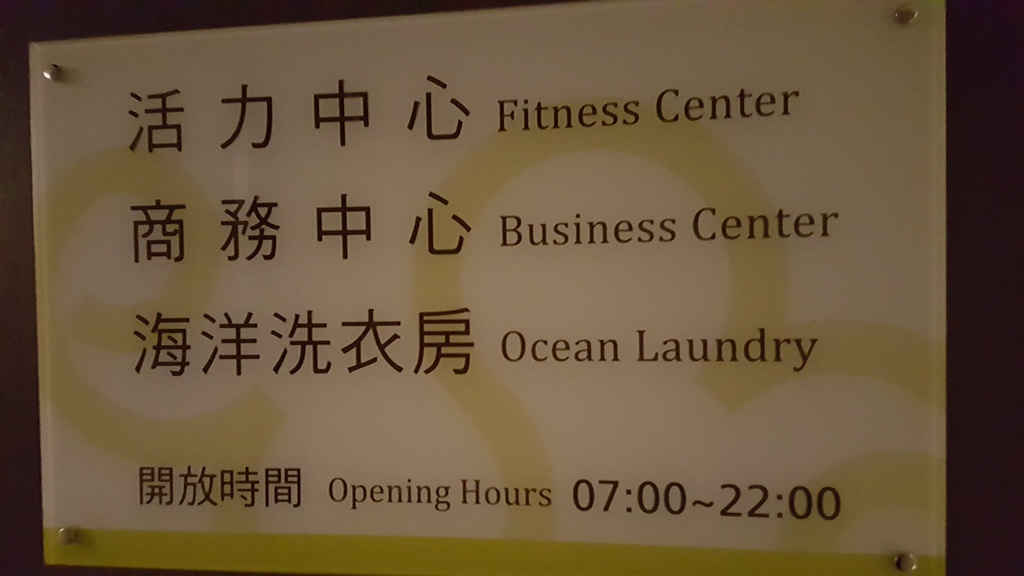 活力中心 Fitness Center
商務中心 Business Center
海洋洗衣房 Ocean Laundry
開放時間 Opening Hours 07:00~22:00